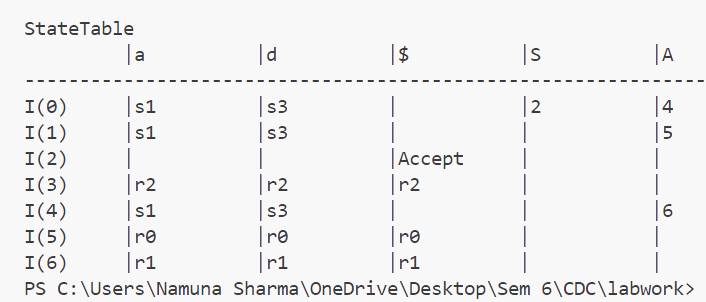 StateTable
|a |d |$ |S |A
----------------------------------------------------------------
I(0) |s1 |s3 | |2 |4
I(1) |s1 |s3 | | |5
I(2) | | |Accept | |
I(3) |r2 |r2 |r2 | |
I(4) |s1 |s3 | | |6
I(5) |r0 |r0 |r0 | |
I(6) |r1 |r1 |r1 | |
PS C:\Users\Namuna Sharma\OneDrive\Desktop\Sem 6\CDC\labwork>